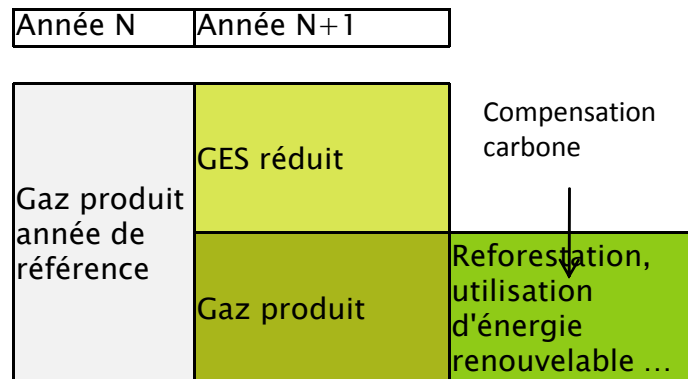 Année N
Année N+1
Compensation
carbone
GES réduit
Gaz produit
année de
référence
Reforestation,
utilisation
d'énergie
renouvelable ...
Gaz produit